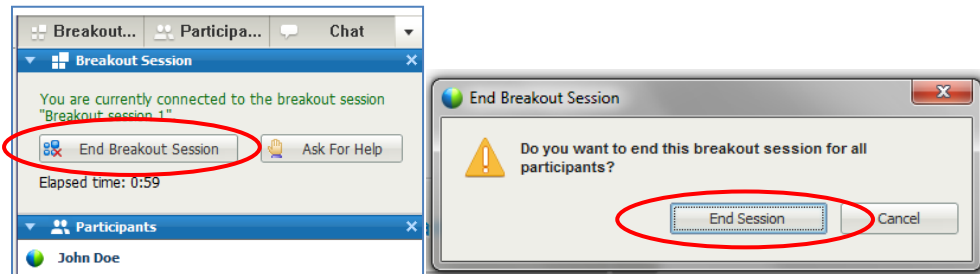 Breakout... Participa... Chat
Breakout Session
You are currently connected to the breakout session
"Breakout session 1"
End Breakout Session Ask For Help
Elapsed time: 0:59
Participants
John Doe
End Breakout Session
Do you want to end this breakout session for all
participants?
End Session Cancel